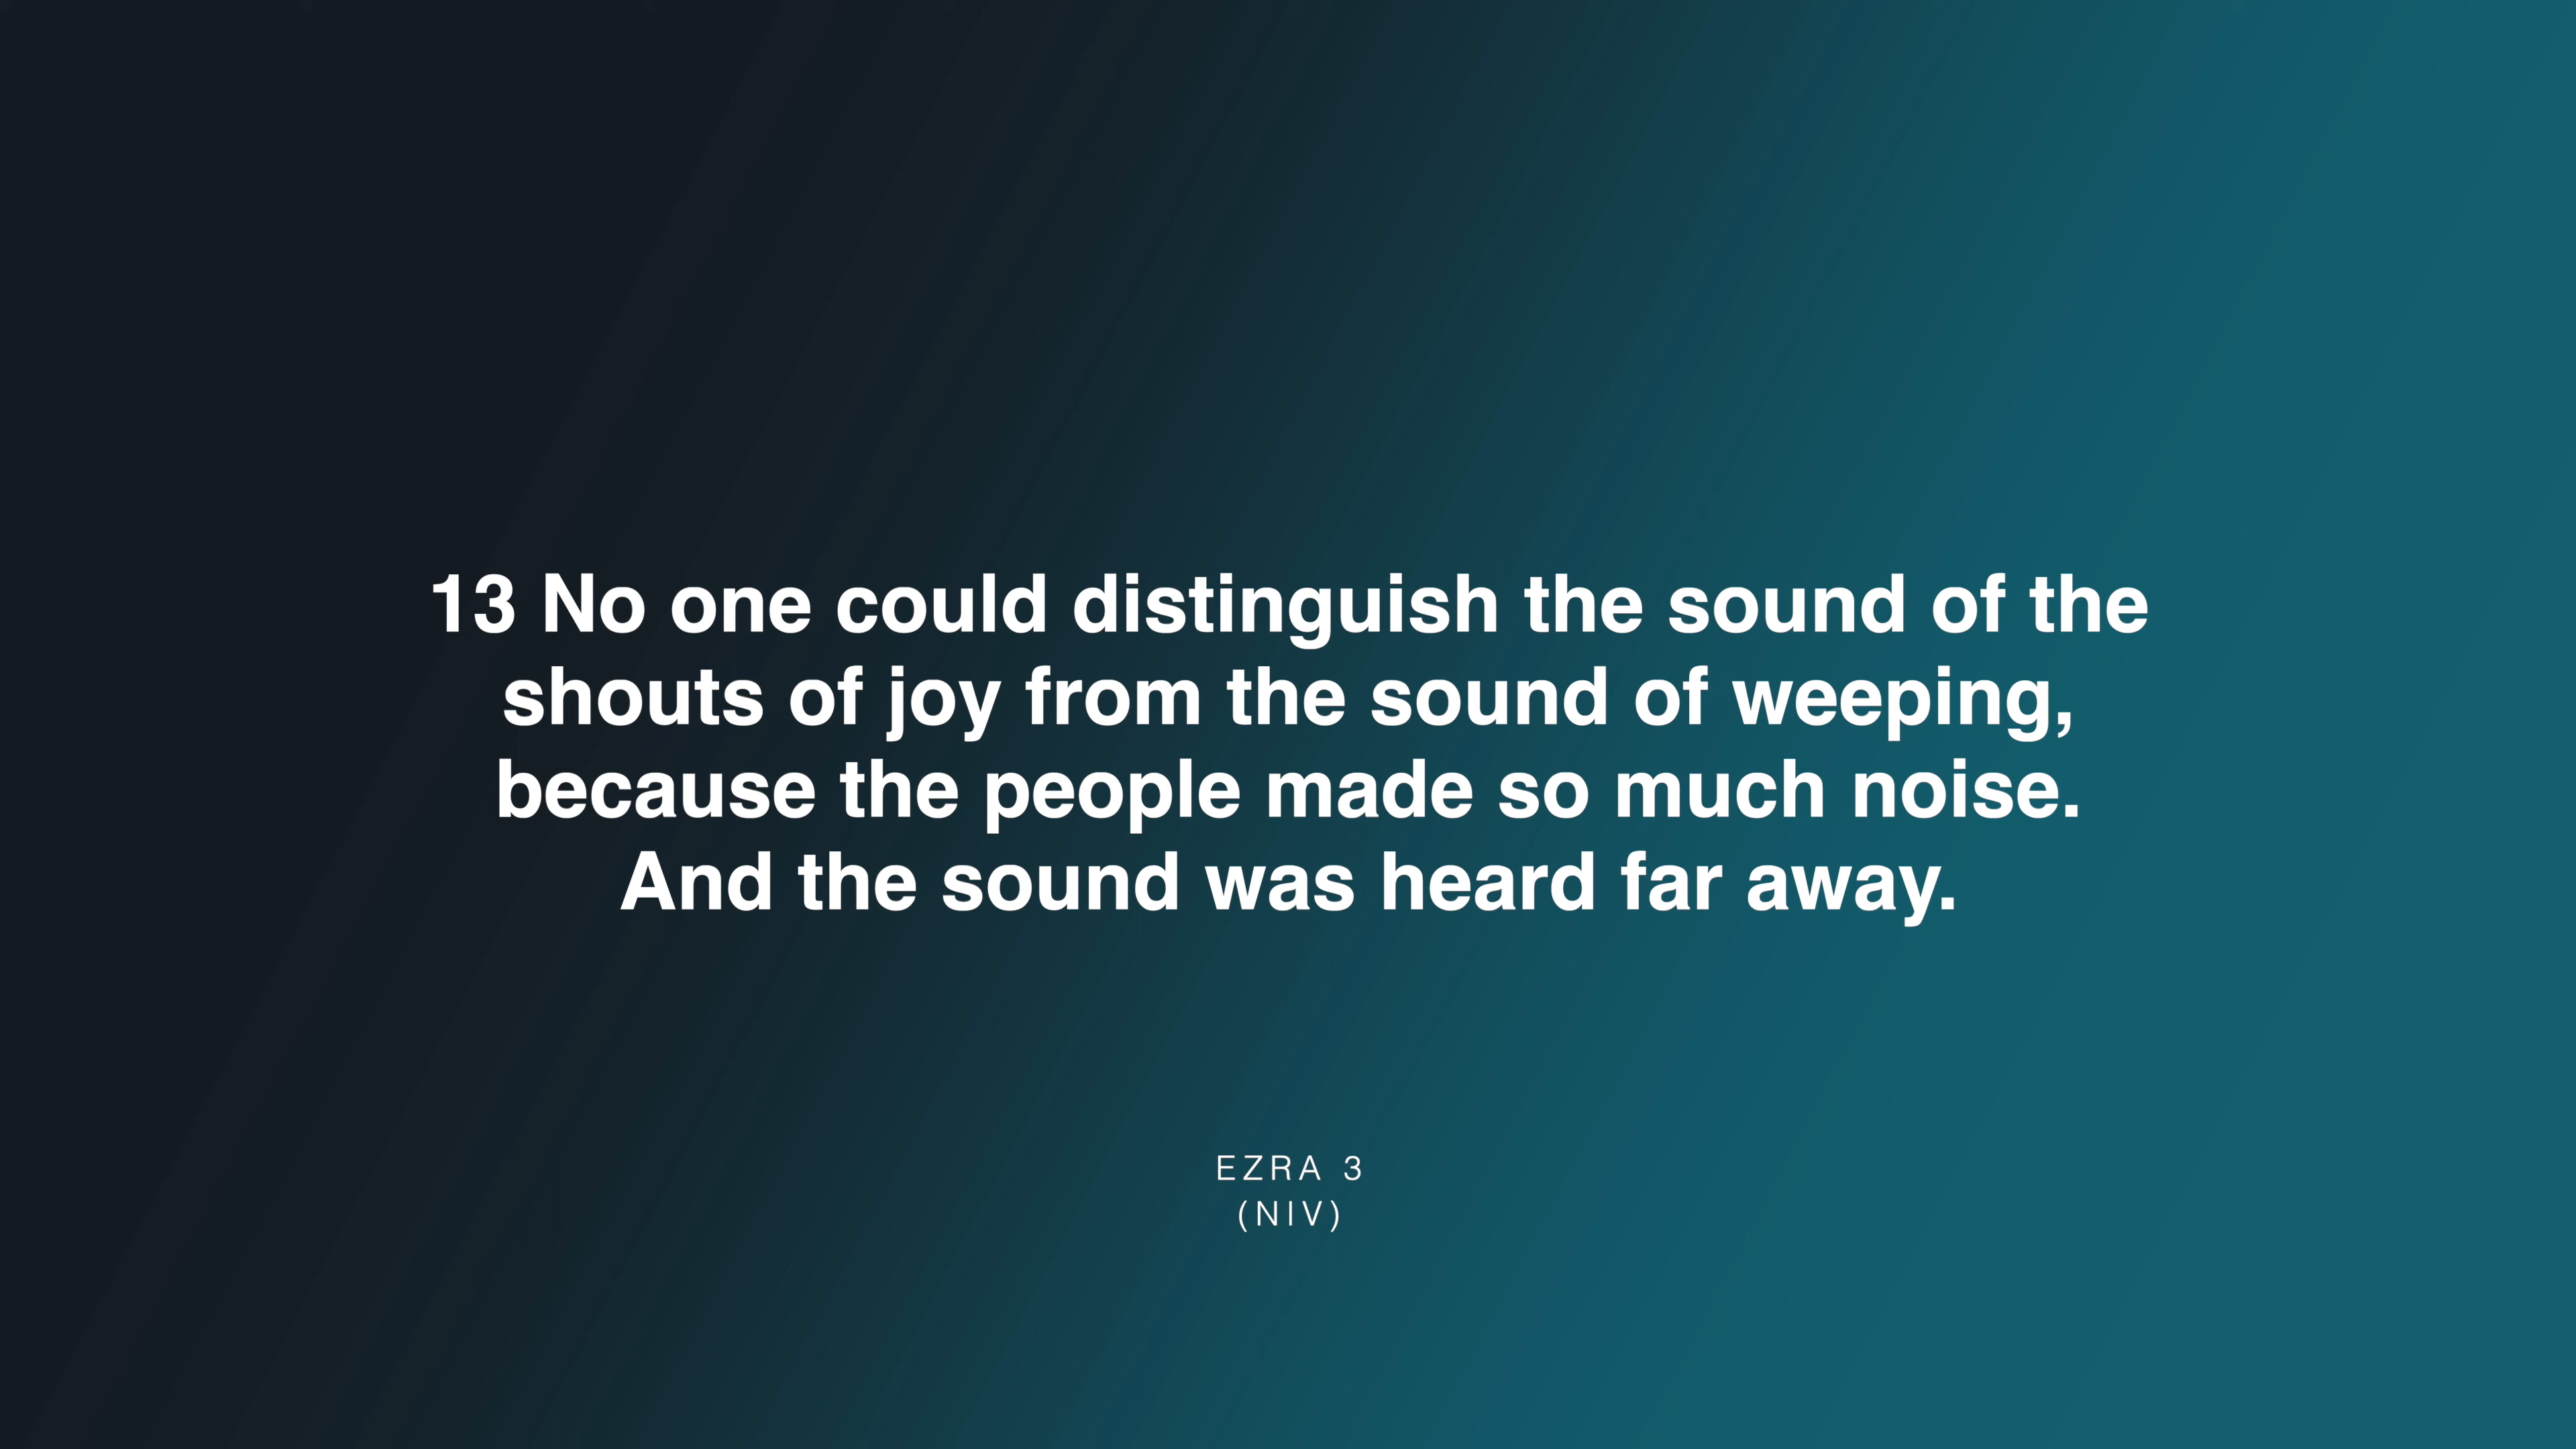 13 No one could distinguish the sound of the
shouts of joy from the sound of weeping,
because the people made so much noise.
And the sound was heard far away.
EZRA 3
(NIV)